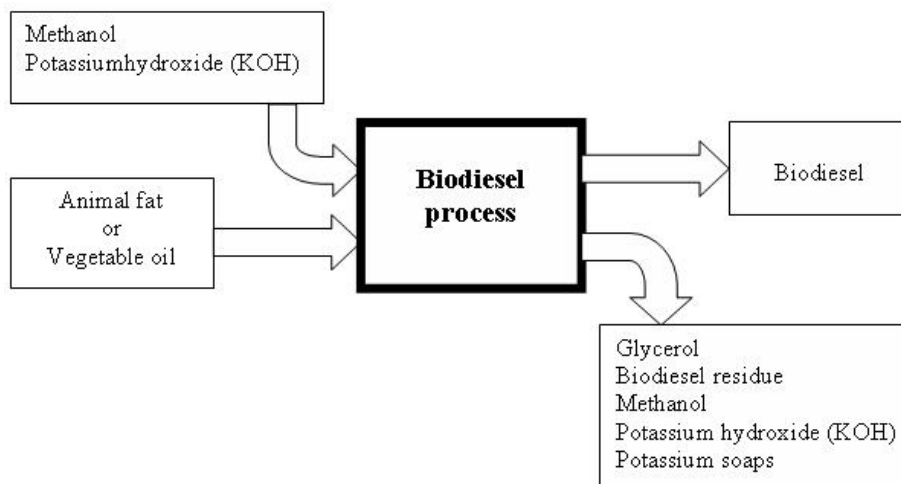 Methanol
Potassiumhydroxide (KOH)
Animal fat
or
Vegetable oil
Biodiesel
process
Biodiesel
Glycerol
Biodiesel residue
Methanol
Potassium hydroxide (KOH)
Potassium soaps